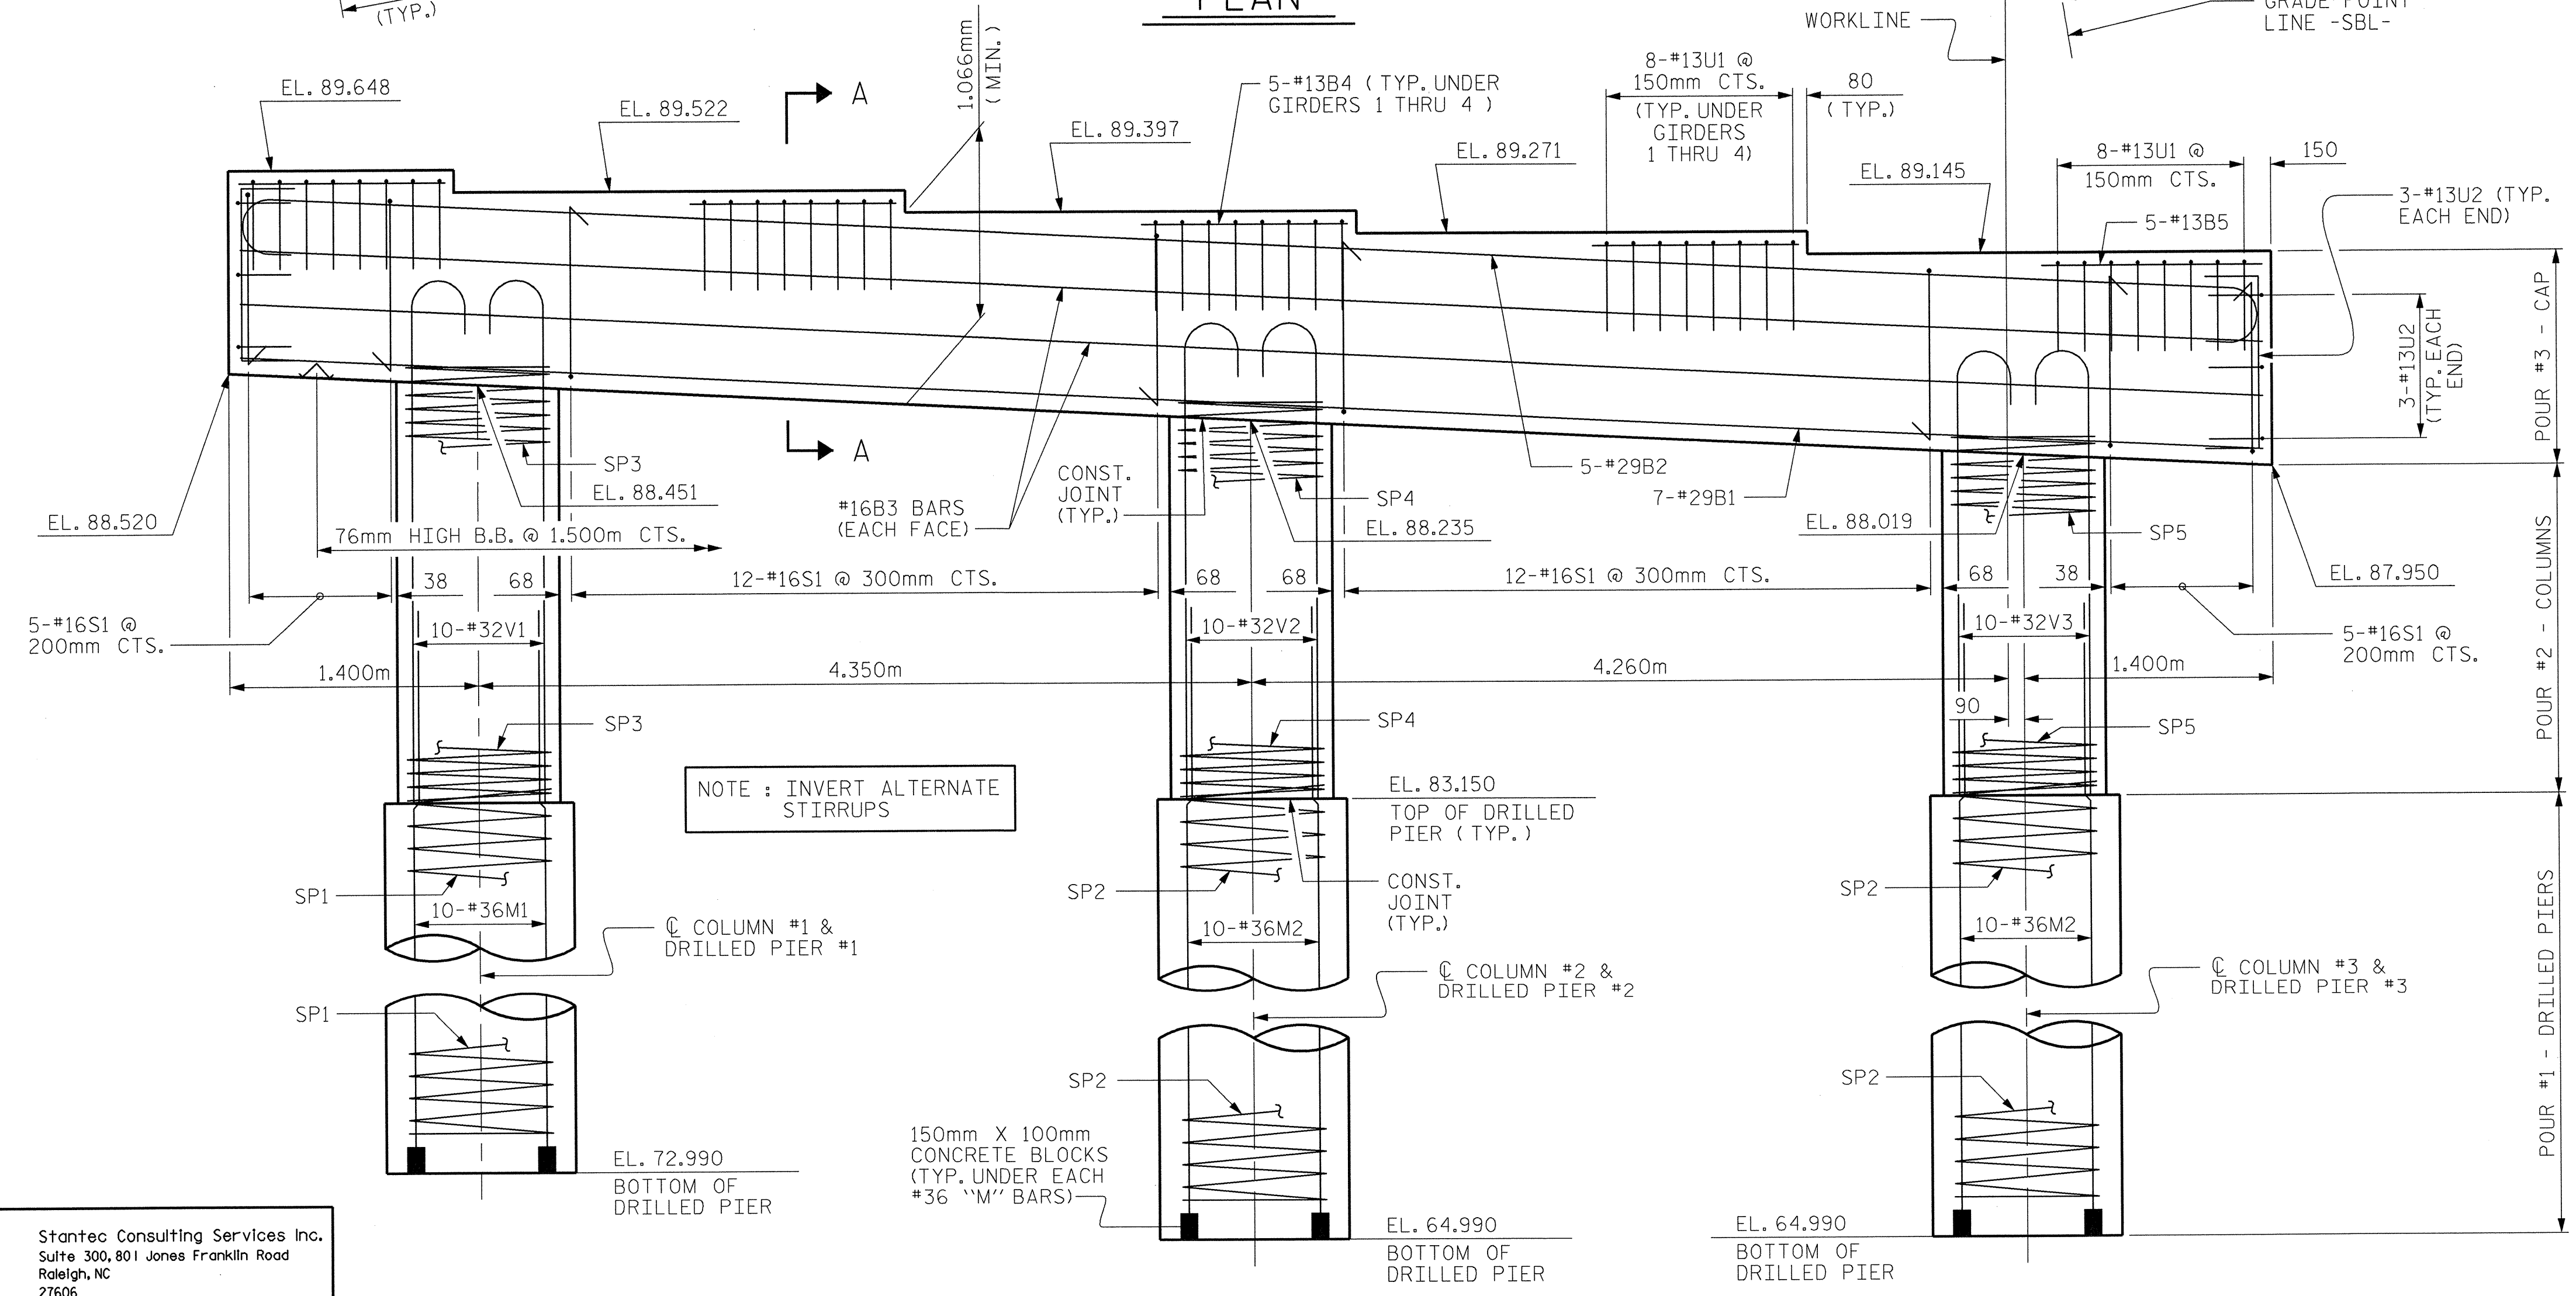 (TYP.)
PLAN
WORKLINE
GRADE POINT
LINE -SBL-
1.066mm
(MIN.)
8-#13U1 @
150mm CTS.
(TYP. UNDER
GIRDERS
1 THRU 4)
80
(TYP.)
EL. 89.648
EL. 89.522
A
5-#13B4 (TYP. UNDER
GIRDERS 1 THRU 4 )
EL. 89.397
EL. 89.271
EL. 89.145
8-#13U1 @
150mm CTS.
150
3-#13U2 (TYP.
EACH END)
5-#13B5
3-#13U2
(TYP. EACH
END)
POUR #3 - CAP
A
SP3
EL. 88.451
EL. 88.520
76mm HIGH B.B. @ 1.500m CTS.
#16B3 BARS
(EACH FACE)
CONST.
JOINT
(TYP.)
SP4
EL. 88.235
5-#29B2
7-#29B1
EL. 88.019
SP5
EL. 87.950
5-#16S1 @
200mm CTS.
38
68
12-#16S1 @ 300mm CTS.
68
68
12-#16S1 @ 300mm CTS.
68
38
5-#16S1 @
200mm CTS.
POUR #2 - COLUMNS
10-#32V1
10-#32V2
10-#32V3
1.400m
4.350m
4.260m
1.400m
90
SP3
SP4
SP5
NOTE : INVERT ALTERNATE
STIRRUPS
EL. 83.150
TOP OF DRILLED
PIER (TYP.)
SP1
SP2
SP2
CONST.
JOINT
(TYP.)
10-#36M1
10-#36M2
10-#36M2
℄ COLUMN #1 &
DRILLED PIER #1
℄ COLUMN #2 &
DRILLED PIER #2
℄ COLUMN #3 &
DRILLED PIER #3
POUR #1 - DRILLED PIERS
SP1
SP2
SP2
150mm X 100mm
CONCRETE BLOCKS
(TYP. UNDER EACH
#36 "M" BARS)
EL. 72.990
BOTTOM OF
DRILLED PIER
EL. 64.990
BOTTOM OF
DRILLED PIER
EL. 64.990
BOTTOM OF
DRILLED PIER
Stantec Consulting Services Inc.
Suite 300, 801 Jones Franklin Road
Raleigh, NC
27606